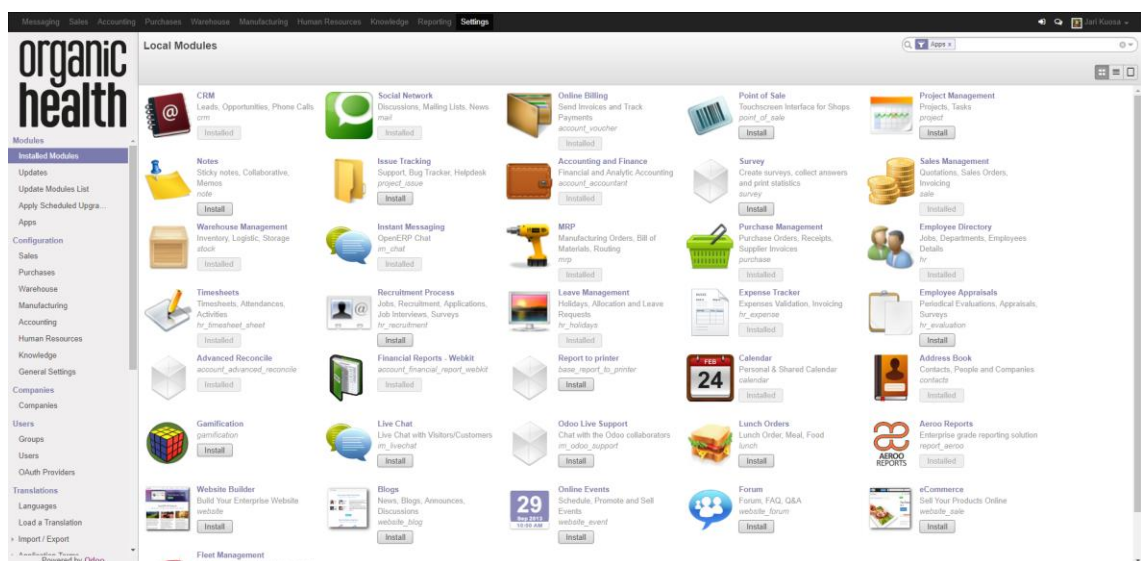 Messaging Sales Accounting Purchases Warehouse Manufacturing Human Resources Knowledge Reporting Settings
Jari Kuosa
organic
health
Local Modules
Apps x
Modules
Installed Modules
Updates
Update Modules List
Apply Scheduled Upgra...
Apps
Configuration
Sales
Purchases
Warehouse
Manufacturing
Accounting
Human Resources
Knowledge
General Settings
Companies
Companies
Users
Groups
Users
OAuth Providers
Translations
Languages
Load a Translation
Import / Export
Application Terms
Powered by Odoo
CRM
Leads, Opportunities, Phone Calls
crm
Installed
Social Network
Discussions, Mailing Lists, News
mail
Installed
Online Billing
Send Invoices and Track
Payments
account_voucher
Installed
Point of Sale
Touchscreen Interface for Shops
point_of_sale
Install
Project Management
Projects, Tasks
project
Install
Notes
Sticky notes, Collaborative,
Memos
note
Install
Issue Tracking
Support, Bug Tracker, Helpdesk
project_issue
Install
Accounting and Finance
Financial and Analytic Accounting
account_accountant
Installed
Survey
Create surveys, collect answers
and print statistics
survey
Install
Sales Management
Quotations, Sales Orders,
Invoicing
sale
Installed
Warehouse Management
Inventory, Logistic, Storage
stock
Installed
Instant Messaging
OpenERP Chat
im_chat
Installed
MRP
Manufacturing Orders, Bill of
Materials, Routing
mrp
Installed
Purchase Management
Purchase Orders, Receipts,
Supplier Invoices
purchase
Installed
Employee Directory
Jobs, Departments, Employees
Details
hr
Installed
Timesheets
Timesheets, Attendances,
Activities
hr_timesheet_sheet
Installed
Recruitment Process
Jobs, Recruitment, Applications,
Job Interviews, Surveys
hr_recruitment
Install
Leave Management
Holidays, Allocation and Leave
Requests
hr_holidays
Installed
Expense Tracker
Expenses Validation, Invoicing
hr_expense
Installed
Employee Appraisals
Periodical Evaluations, Appraisals,
Surveys
hr_evaluation
Install
Advanced Reconcile
account_advanced_reconcile
Installed
Financial Reports - Webkit
account_financial_report_webkit
Installed
Report to printer
base_report_to_printer
Install
FEB
24
Calendar
Personal & Shared Calendar
calendar
Installed
Address Book
Contacts, People and Companies
contacts
Installed
Gamification
gamification
Install
Live Chat
Live Chat with Visitors/Customers
im_livechat
Install
Odoo Live Support
Chat with the Odoo collaborators
im_odoo_support
Install
Lunch Orders
Lunch Order, Meal, Food
lunch
Install
AEROO
REPORTS
Aeroo Reports
Enterprise grade reporting solution
report_aeroo
Installed
Website Builder
Build Your Enterprise Website
website
Install
Blogs
News, Blogs, Announces,
Discussions
website_blog
Install
29
Sep 2013
10:00 AM
Online Events
Schedule, Promote and Sell
Events
website_event
Install
Forum
Forum, FAQ, Q&A
website_forum
Install
eCommerce
Sell Your Products Online
website_sale
Install
Fleet Management